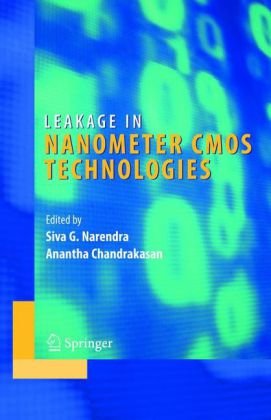 LEAKAGE IN
NANOMETER CMOS
TECHNOLOGIES
Edited by
Siva G. Narendra
Anantha Chandrakasan
Springer